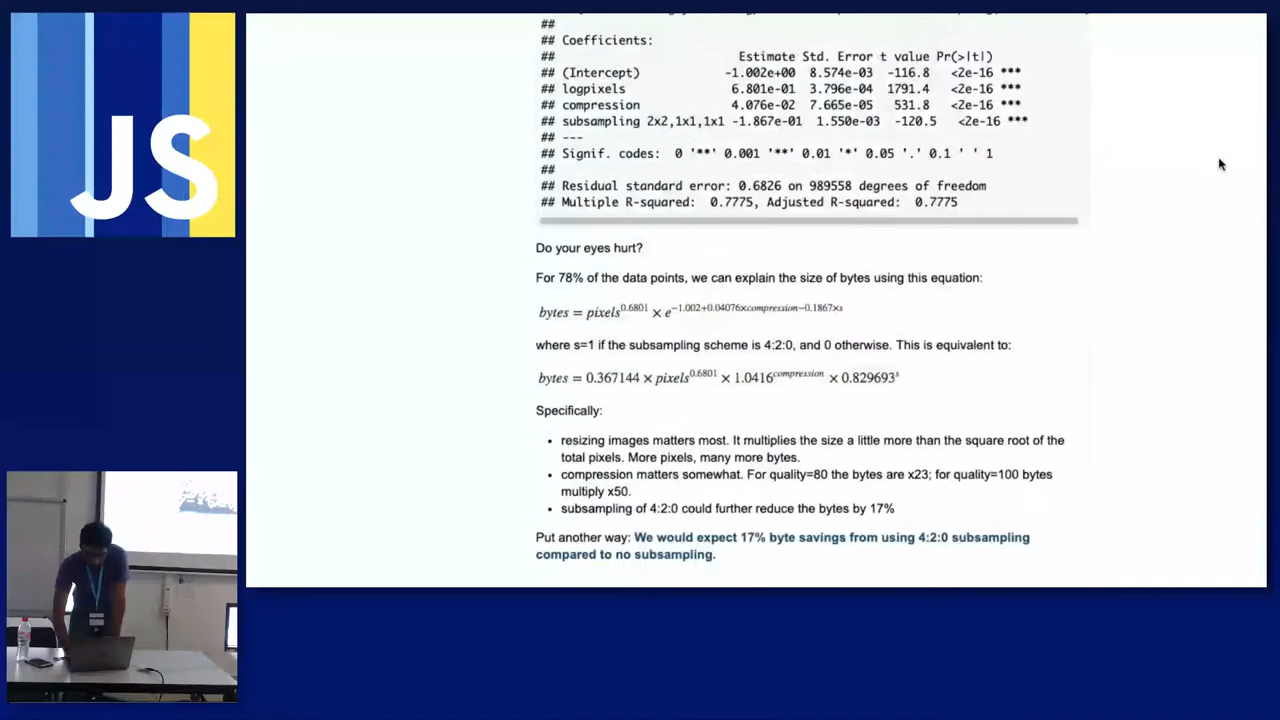 JS
##
## Coefficients:
## Estimate Std. Error t value Pr(>|t|)
## (Intercept) -1.002e+00 8.574e-03 -116.8 <2e-16 ***
## logpixels 6.801e-01 3.796e-04 1791.4 <2e-16 ***
## compression 4.076e-02 7.665e-05 531.8 <2e-16 ***
## subsampling 2x2,1x1,1x1 -1.867e-01 1.550e-03 -120.5 <2e-16 ***
## ---
## Signif. codes: 0 '**' 0.001 '**' 0.01 '*' 0.05 '.' 0.1 ' ' 1
##
## Residual standard error: 0.6826 on 989558 degrees of freedom
## Multiple R-squared: 0.7775, Adjusted R-squared: 0.7775
Do your eyes hurt?
For 78% of the data points, we can explain the size of bytes using this equation:
bytes = pixels^0.6801 × e^−1.002+0.04076×compression−0.1867×s
where s=1 if the subsampling scheme is 4:2:0, and 0 otherwise. This is equivalent to:
bytes = 0.367144 × pixels^0.6801 × 1.0416^compression × 0.829693^s
Specifically:
• resizing images matters most. It multiplies the size a little more than the square root of the
total pixels. More pixels, many more bytes.
• compression matters somewhat. For quality=80 the bytes are x23; for quality=100 bytes
multiply x50.
• subsampling of 4:2:0 could further reduce the bytes by 17%
Put another way: We would expect 17% byte savings from using 4:2:0 subsampling
compared to no subsampling.